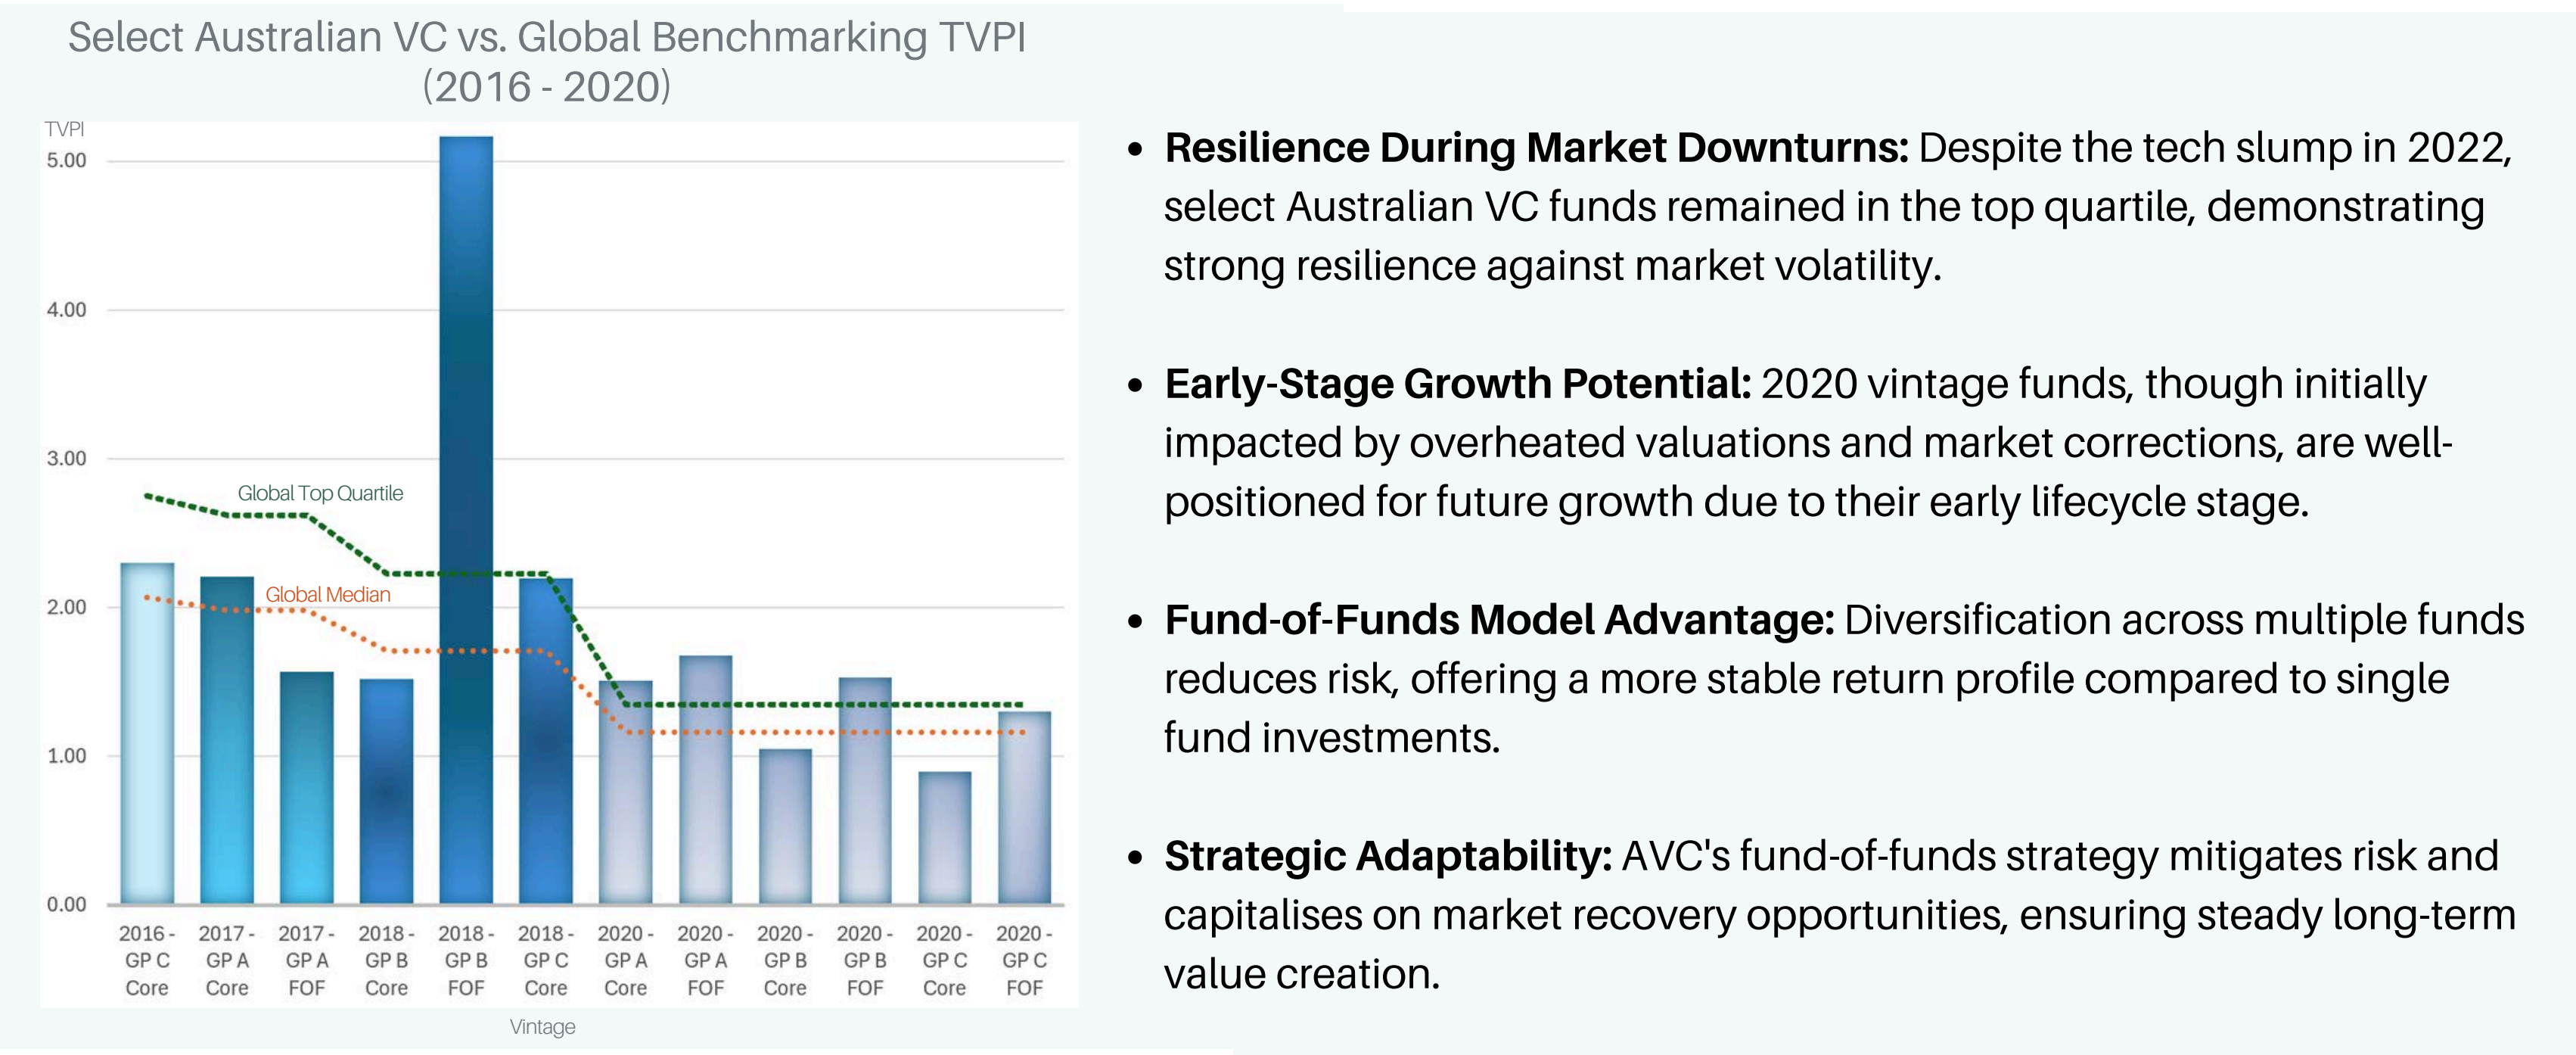 Select Australian VC vs. Global Benchmarking TVPI
(2016 - 2020)
TVPI
5.00
4.00
3.00
2.00
1.00
0.00
Global Top Quartile
Global Median
2016 - GP C Core
2017 - GP A Core
2017 - GP A FOF
2018 - GP B Core
2018 - GP B FOF
2018 - GP C Core
2020 - GP A Core
2020 - GP A FOF
2020 - GP B Core
2020 - GP B FOF
2020 - GP C Core
2020 - GP C FOF
Vintage
• Resilience During Market Downturns: Despite the tech slump in 2022,
select Australian VC funds remained in the top quartile, demonstrating
strong resilience against market volatility.
• Early-Stage Growth Potential: 2020 vintage funds, though initially
impacted by overheated valuations and market corrections, are well-
positioned for future growth due to their early lifecycle stage.
• Fund-of-Funds Model Advantage: Diversification across multiple funds
reduces risk, offering a more stable return profile compared to single
fund investments.
• Strategic Adaptability: AVC's fund-of-funds strategy mitigates risk and
capitalises on market recovery opportunities, ensuring steady long-term
value creation.